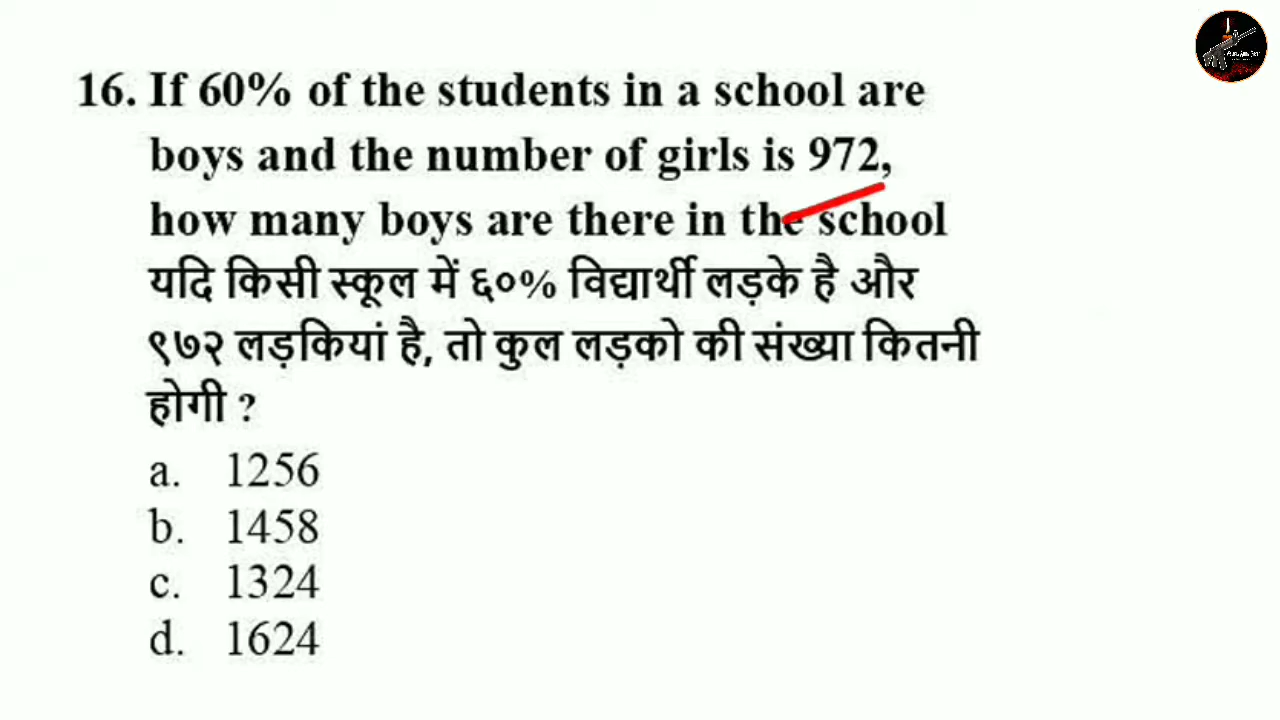 16. If 60% of the students in a school are
boys and the number of girls is 972,
how many boys are there in the school
यदि किसी स्कूल में ६०% विद्यार्थी लड़के है और
९७२ लड़कियां है, तो कुल लड़को की संख्या कितनी
होगी ?
a. 1256
b. 1458
c. 1324
d. 1624